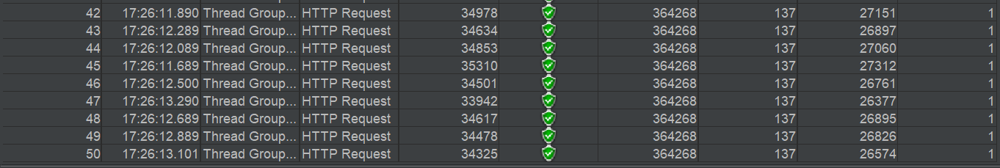 42 17:26:11.890 Thread Group... HTTP Request 34978 364268 137 27151 1
43 17:26:12.289 Thread Group... HTTP Request 34634 364268 137 26897 1
44 17:26:12.089 Thread Group... HTTP Request 34853 364268 137 27060 1
45 17:26:11.689 Thread Group... HTTP Request 35310 364268 137 27312 1
46 17:26:12.500 Thread Group... HTTP Request 34501 364268 137 26761 1
47 17:26:13.290 Thread Group... HTTP Request 33942 364268 137 26377 1
48 17:26:12.689 Thread Group... HTTP Request 34617 364268 137 26895 1
49 17:26:12.889 Thread Group... HTTP Request 34478 364268 137 26826 1
50 17:26:13.101 Thread Group... HTTP Request 34325 364268 137 26574 1